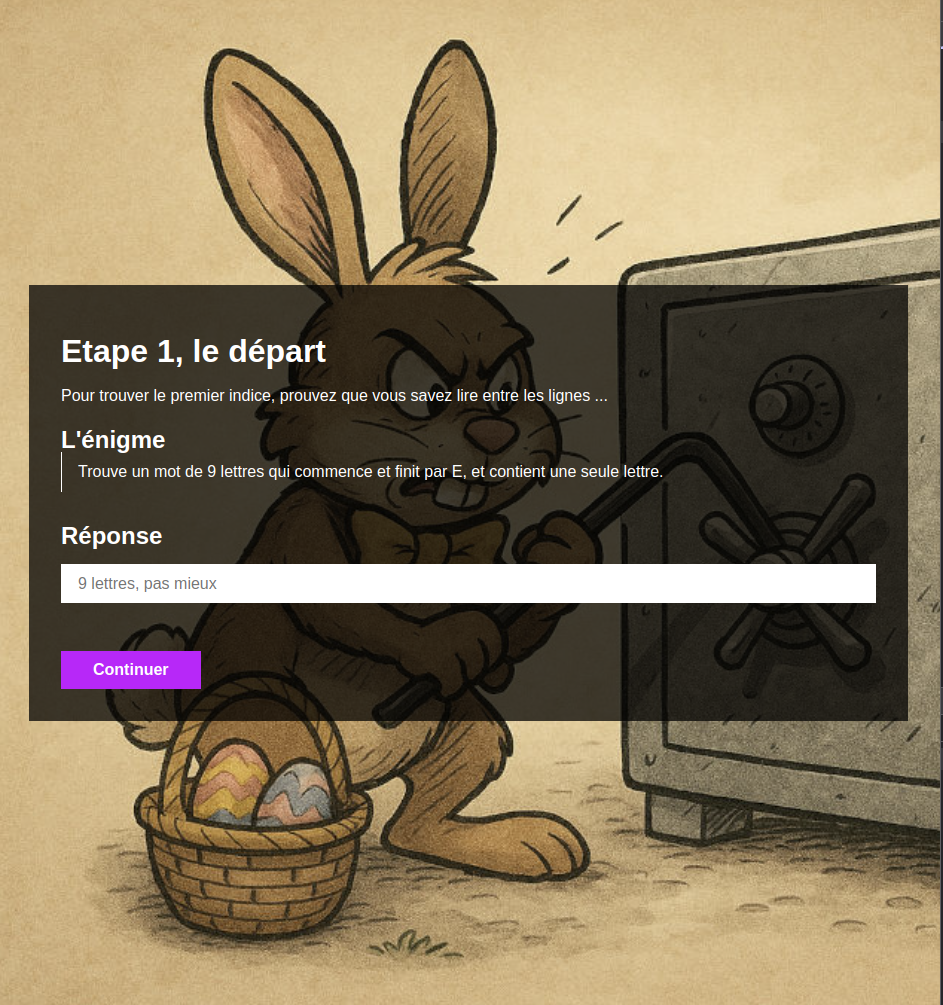 Etape 1, le départ
Pour trouver le premier indice, prouvez que vous savez lire entre les lignes ...
L'énigme
Trouve un mot de 9 lettres qui commence et finit par E, et contient une seule lettre.
Réponse
9 lettres, pas mieux
Continuer